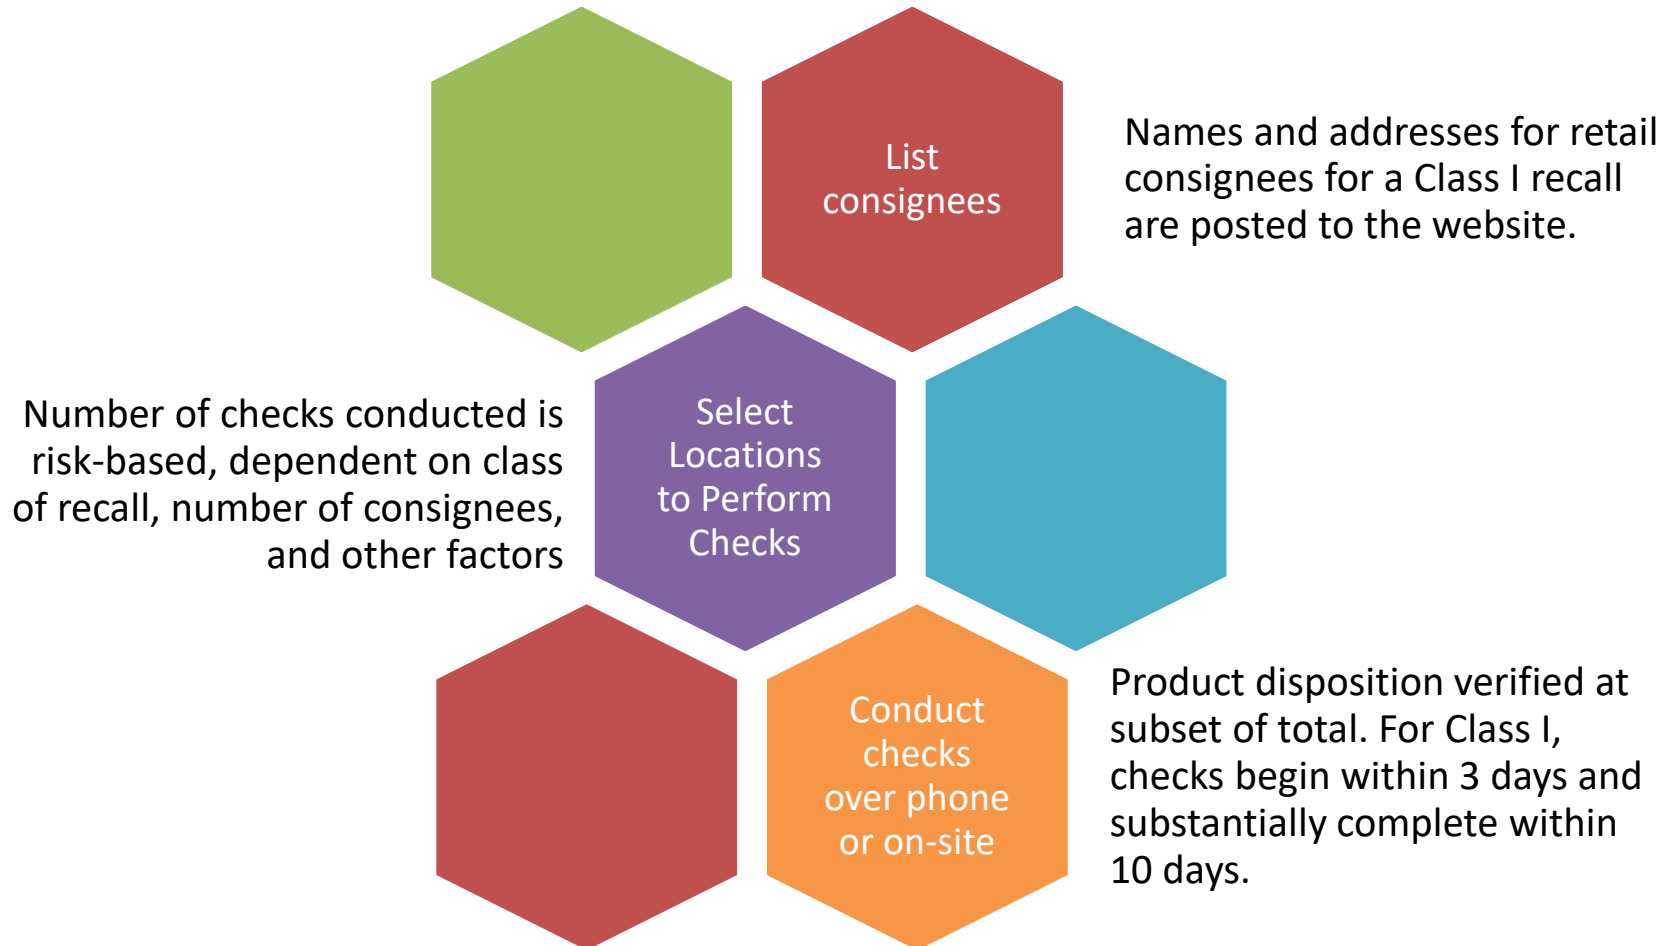 List
consignees
Names and addresses for retail
consignees for a Class I recall
are posted to the website.
Number of checks conducted is
risk-based, dependent on class
of recall, number of consignees,
and other factors
Select
Locations
to Perform
Checks
Conduct
checks
over phone
or on-site
Product disposition verified at
subset of total. For Class I,
checks begin within 3 days and
substantially complete within
10 days.